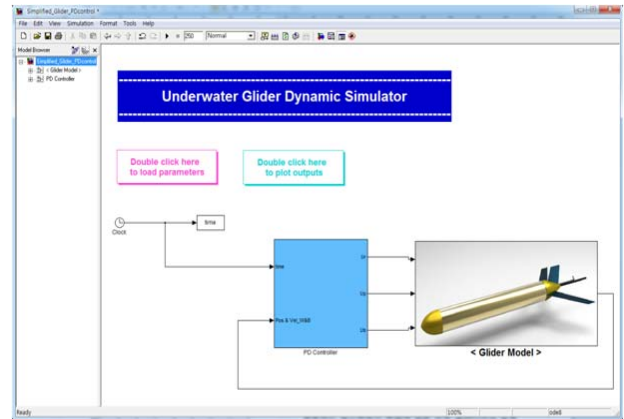 Simplified_Glider_PDcontrol *
File Edit View Simulation Format Tools Help
250 Normal
Model Browser
Simplified_Glider_PDcontrol
< Glider Model >
PD Controller
Underwater Glider Dynamic Simulator
Double click here
to load parameters
Double click here
to plot outputs
Clock
time
time
Pos & Vel_W&B
PD Controller
< Glider Model >
Ready
100%
ode8